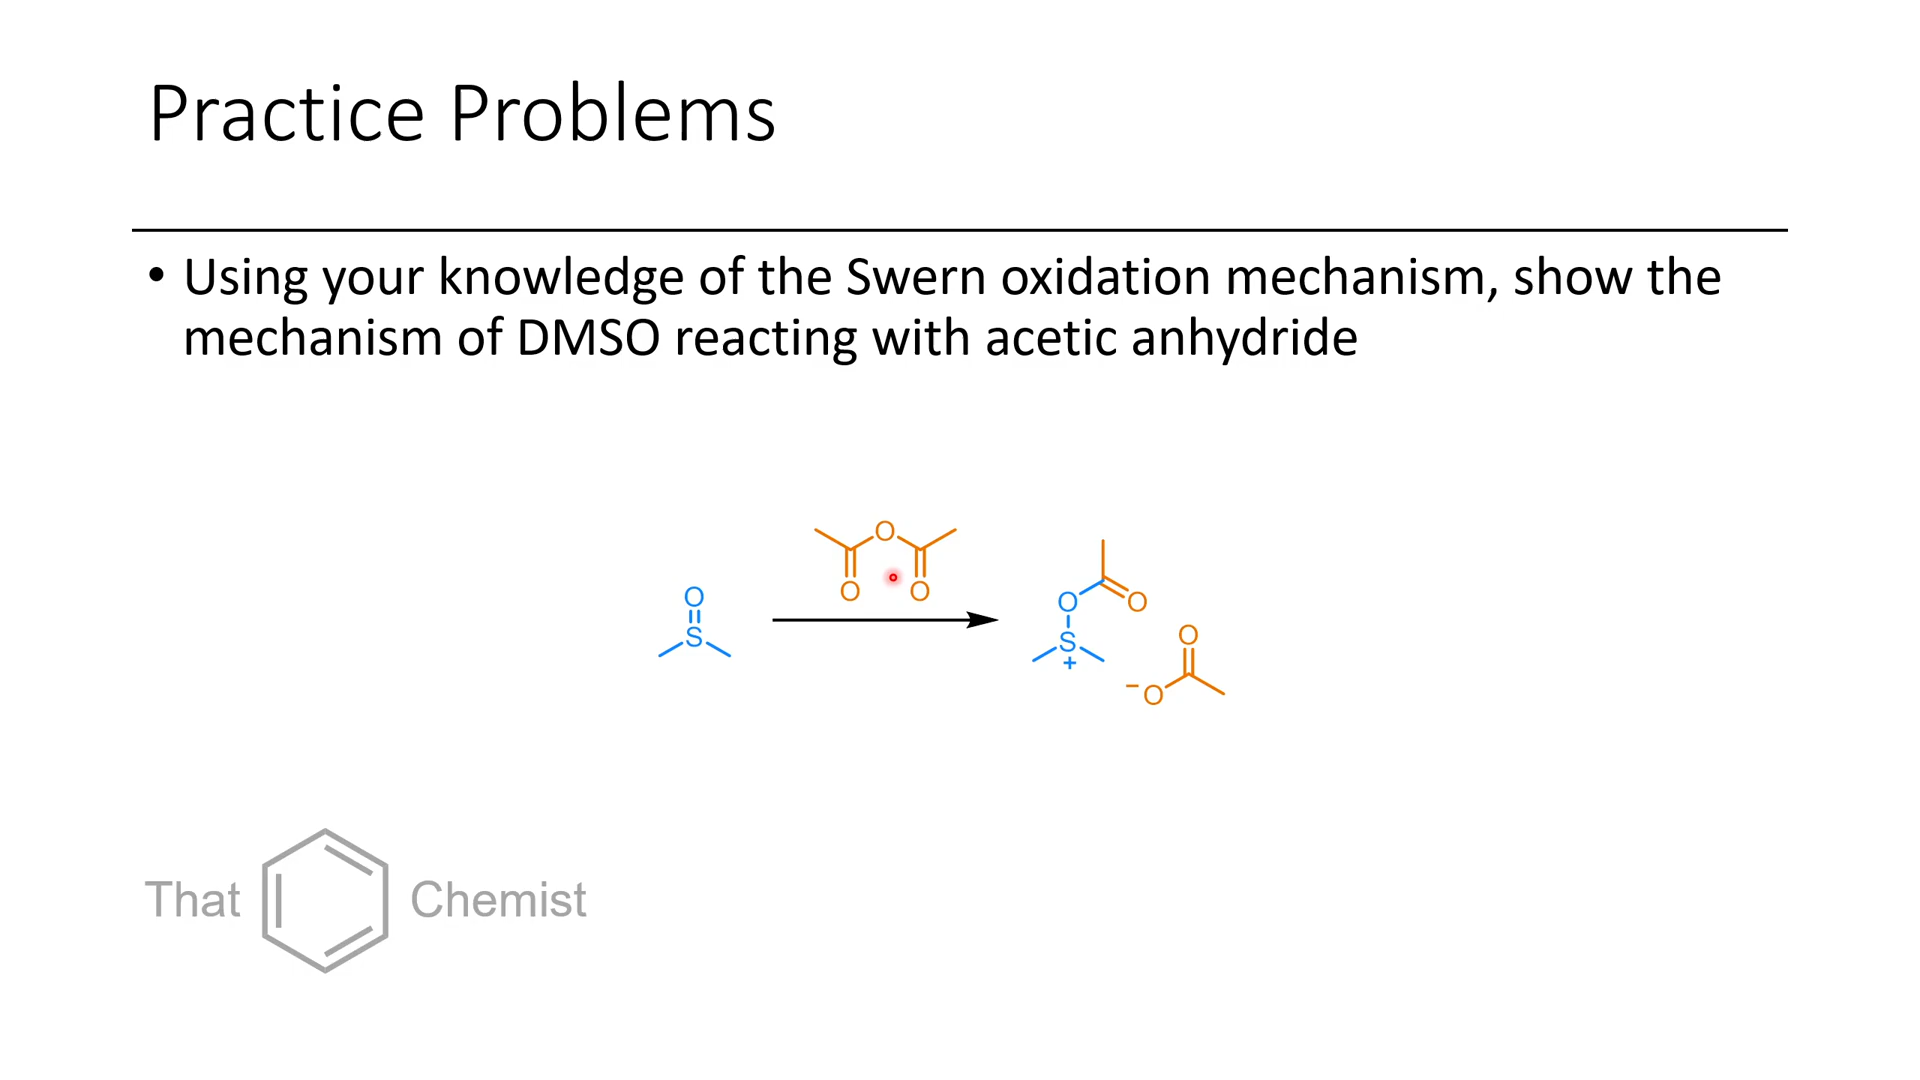 Practice Problems
• Using your knowledge of the Swern oxidation mechanism, show the
mechanism of DMSO reacting with acetic anhydride
O
O O
O
S
O
O
S
+
O
−
O
That Chemist